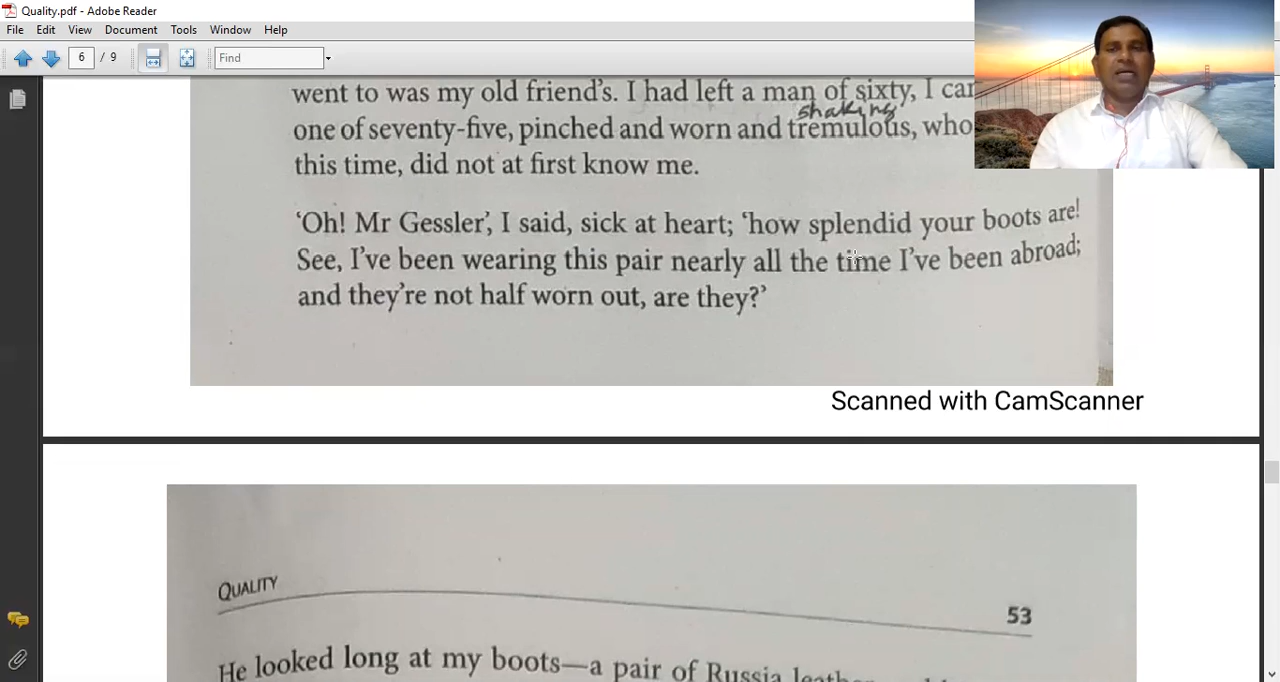 Quality.pdf - Adobe Reader
File Edit View Document Tools Window Help
6 / 9 Find
went to was my old friend's. I had left a man of sixty, I
shaking
one of seventy-five, pinched and worn and tremulous, who
this time, did not at first know me.
'Oh! Mr Gessler', I said, sick at heart; 'how splendid your boots are!
See, I've been wearing this pair nearly all the time I've been abroad;
and they're not half worn out, are they?'
Scanned with CamScanner
QUALITY
53
He looked long at my boots—a pair of Russia